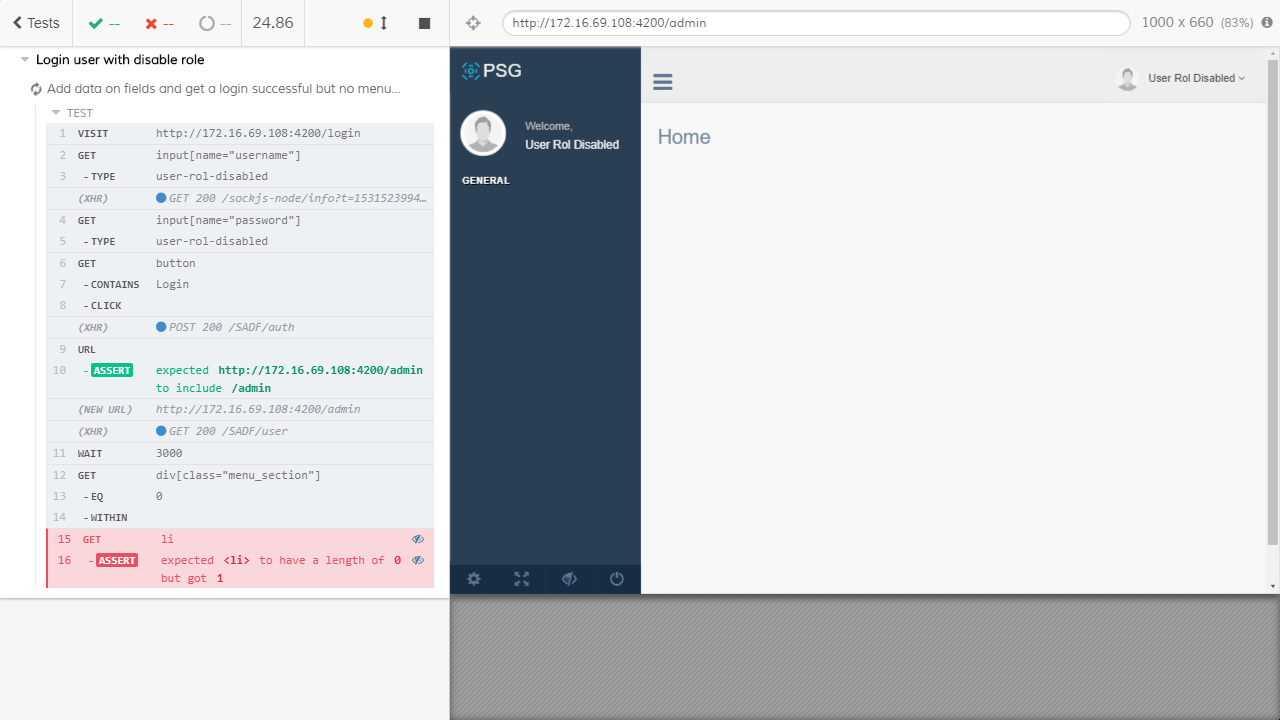 Tests
--
--
--
24.86
http://172.16.69.108:4200/admin
1000 x 660 (83%)
Login user with disable role
Add data on fields and get a login successful but no menu...
TEST
1 VISIT http://172.16.69.108:4200/login
2 GET input[name="username"]
3 - TYPE user-rol-disabled
(XHR) GET 200 /sockjs-node/info?t=1531523994…
4 GET input[name="password"]
5 - TYPE user-rol-disabled
6 GET button
7 - CONTAINS Login
8 - CLICK
(XHR) POST 200 /SADF/auth
9 URL
10 - ASSERT expected http://172.16.69.108:4200/admin
to include /admin
(NEW URL) http://172.16.69.108:4200/admin
(XHR) GET 200 /SADF/user
11 WAIT 3000
12 GET div[class="menu_section"]
13 - EQ 0
14 - WITHIN
15 GET li
16 - ASSERT expected <li> to have a length of 0
but got 1
PSG
Welcome,
User Rol Disabled
GENERAL
User Rol Disabled
Home